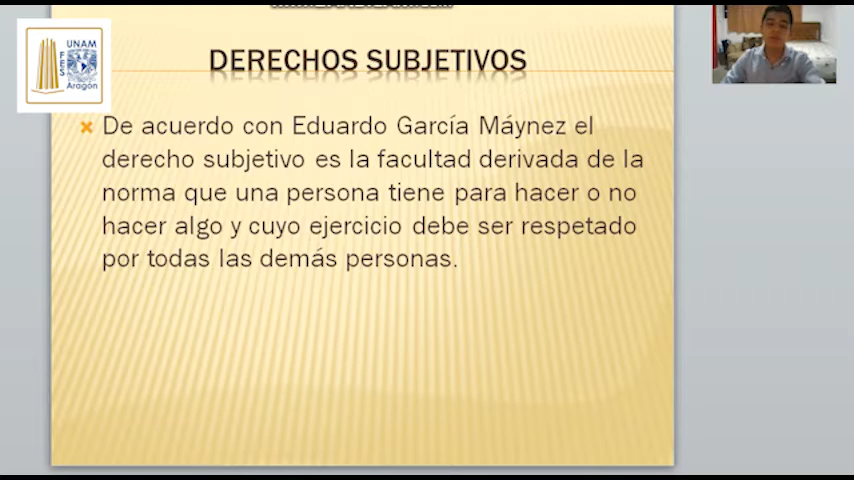 UNAM
FES
Aragón
DERECHOS SUBJETIVOS
De acuerdo con Eduardo García Máynez el
derecho subjetivo es la facultad derivada de la
norma que una persona tiene para hacer o no
hacer algo y cuyo ejercicio debe ser respetado
por todas las demás personas.